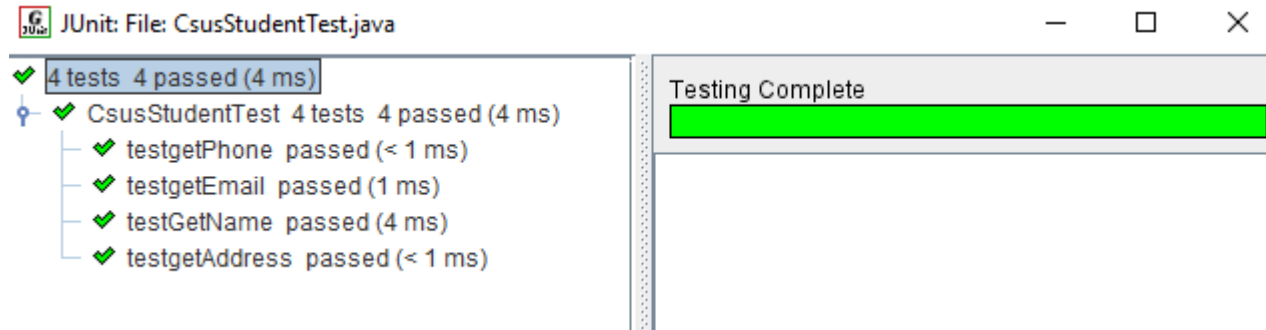 JUnit: File: CsusStudentTest.java
4 tests 4 passed (4 ms)
CsusStudentTest 4 tests 4 passed (4 ms)
testgetPhone passed (< 1 ms)
testgetEmail passed (1 ms)
testGetName passed (4 ms)
testgetAddress passed (< 1 ms)
Testing Complete